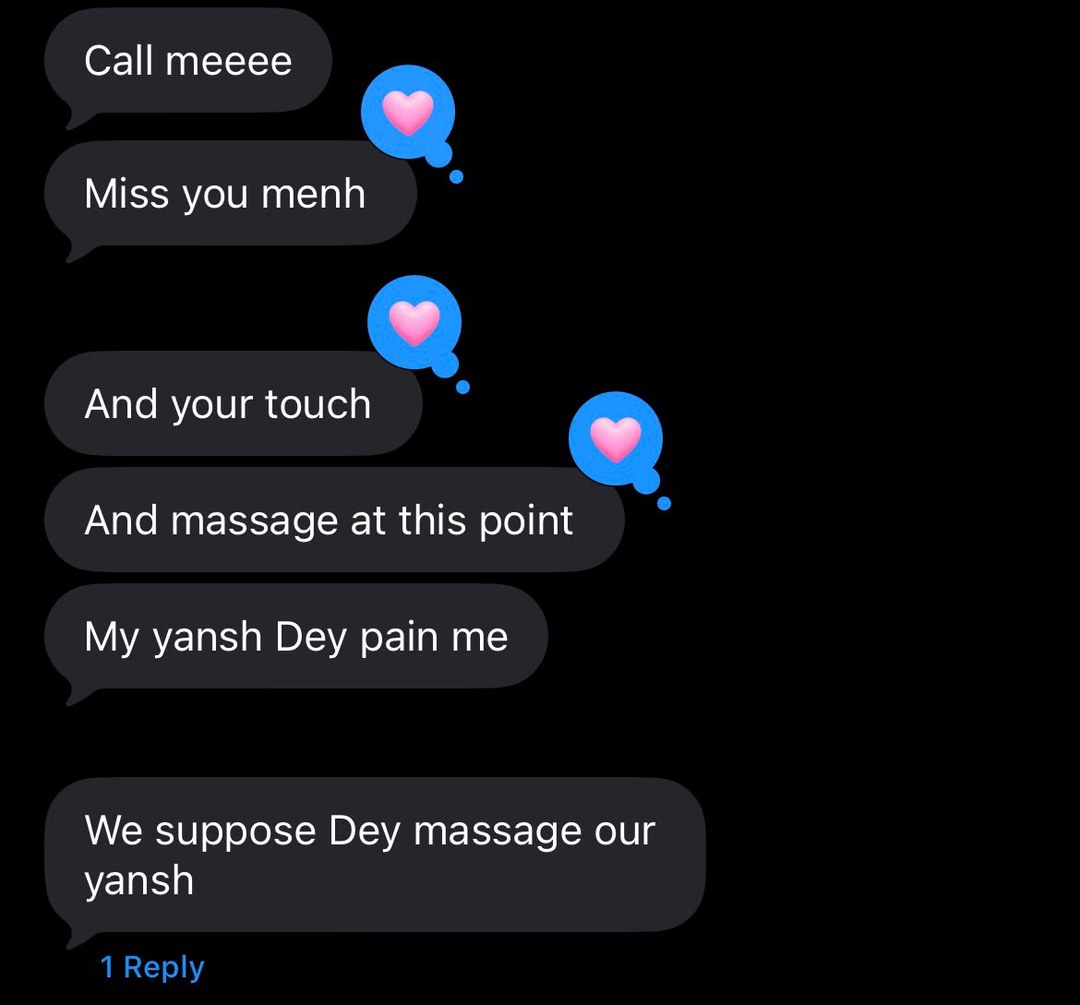 Call meeee
Miss you menh
And your touch
And massage at this point
My yansh Dey pain me
We suppose Dey massage our
yansh
1 Reply